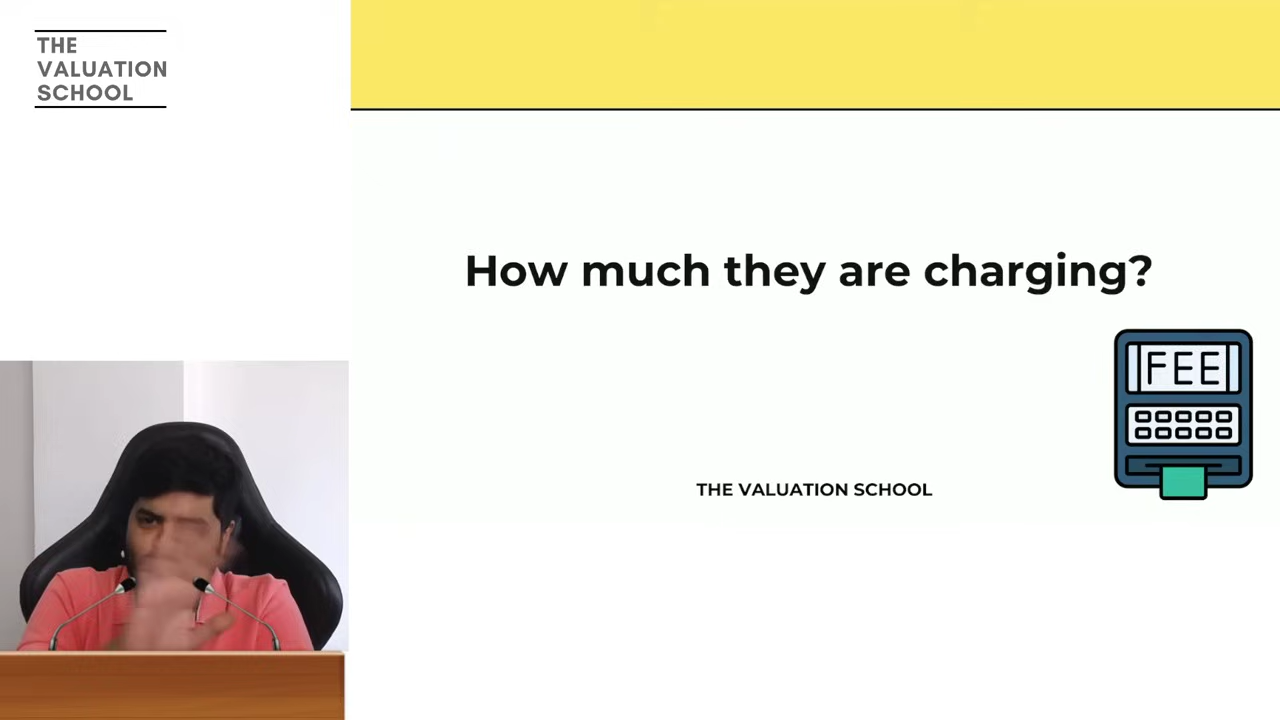 THE
VALUATION
SCHOOL
How much they are charging?
FEE
THE VALUATION SCHOOL